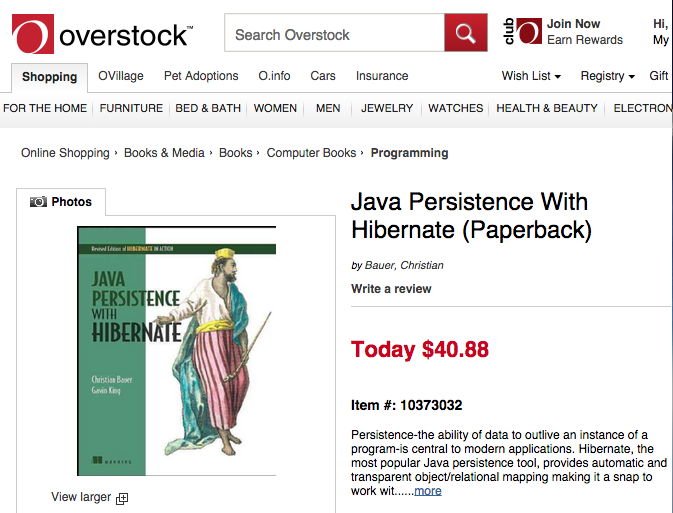 overstock™
Search Overstock
club O
Join Now
Earn Rewards
Hi,
My
Shopping OVillage Pet Adoptions O.info Cars Insurance Wish List Registry Gift
FOR THE HOME FURNITURE BED & BATH WOMEN MEN JEWELRY WATCHES HEALTH & BEAUTY ELECTRON
Online Shopping › Books & Media › Books › Computer Books › Programming
Photos
Revised Edition of HIBERNATE IN ACTION
JAVA
PERSISTENCE
WITH
HIBERNATE
Christian Bauer
Gavin King
MANNING
View larger
Java Persistence With
Hibernate (Paperback)
by Bauer, Christian
Write a review
Today $40.88
Item #: 10373032
Persistence-the ability of data to outlive an instance of a
program-is central to modern applications. Hibernate, the
most popular Java persistence tool, provides automatic and
transparent object/relational mapping making it a snap to
work wit......more